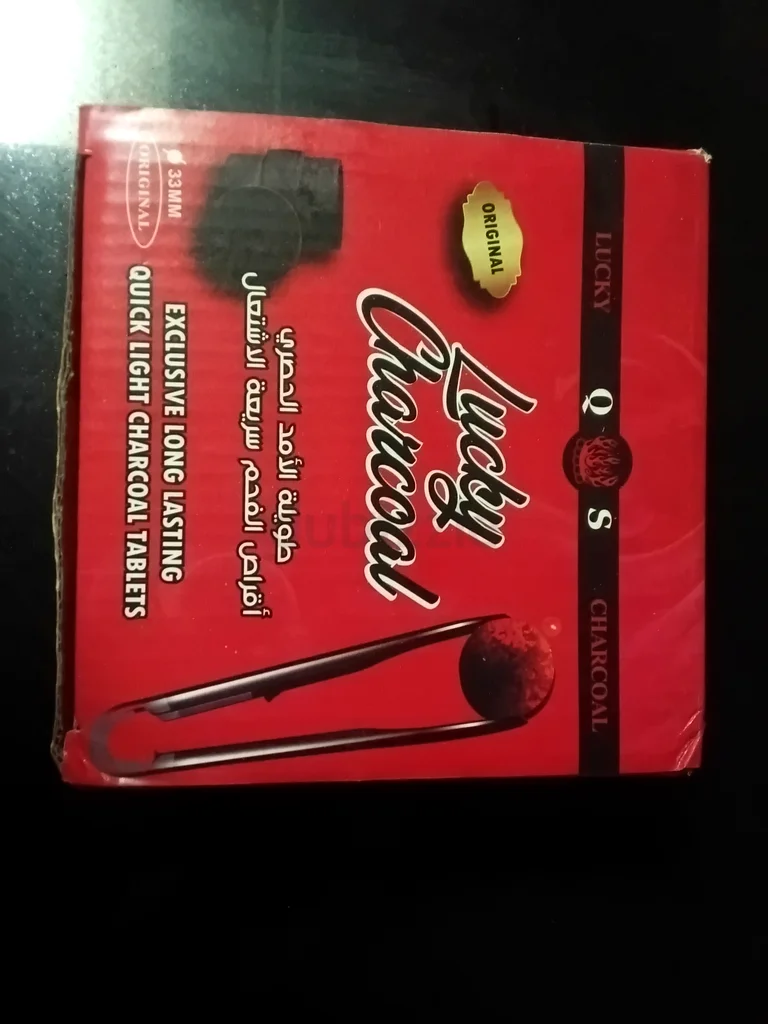 LUCKY Q S CHARCOAL
ORIGINAL
Lucky
Charcoal
طويلة الأمد الحصري
أقراص الفحم سريعة الاشتعال
Ø 33MM
ORIGINAL
EXCLUSIVE LONG LASTING
QUICK LIGHT CHARCOAL TABLETS